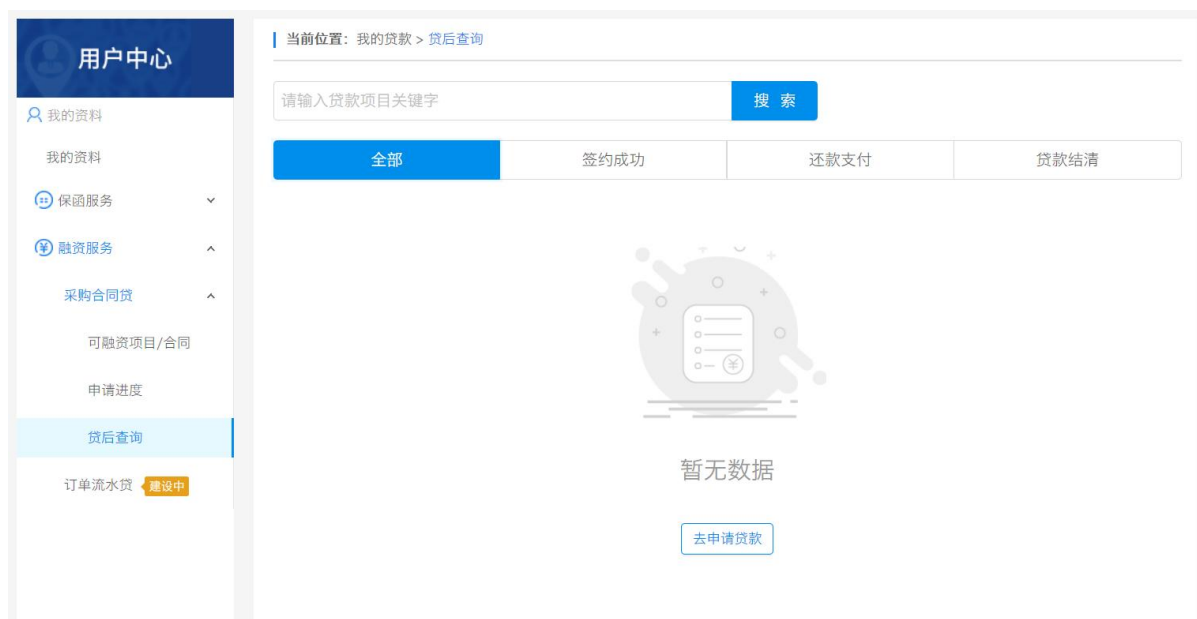 用户中心
我的资料
我的资料
保函服务
融资服务
采购合同贷
可融资项目/合同
申请进度
贷后查询
订单流水贷 建设中
当前位置：我的贷款 > 贷后查询
请输入贷款项目关键字
搜索
全部 签约成功 还款支付 贷款结清
暂无数据
去申请贷款